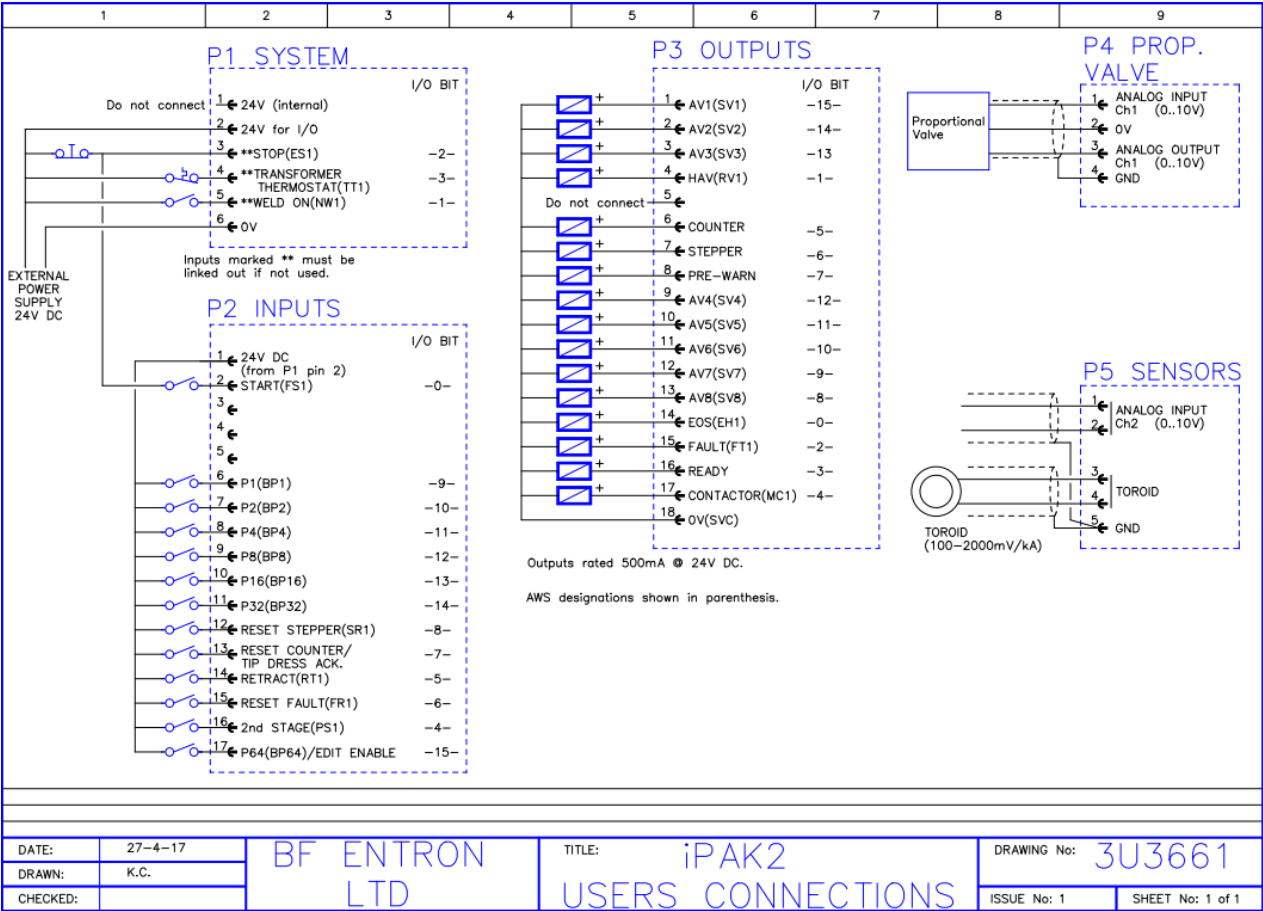 1 2 3 4 5 6 7 8 9
P1 SYSTEM
I/O BIT
Do not connect 1 24V (internal)
2 24V for I/O
3 **STOP(ES1) -2-
4 **TRANSFORMER -3-
THERMOSTAT(TT1)
5 **WELD ON(NW1) -1-
6 0V
Inputs marked ** must be
linked out if not used.
EXTERNAL
POWER
SUPPLY
24V DC
P2 INPUTS
I/O BIT
1 24V DC
(from P1 pin 2)
2 START(FS1) -0-
3
4
5
6 P1(BP1) -9-
7 P2(BP2) -10-
8 P4(BP4) -11-
9 P8(BP8) -12-
10 P16(BP16) -13-
11 P32(BP32) -14-
12 RESET STEPPER(SR1) -8-
13 RESET COUNTER/ -7-
TIP DRESS ACK.
14 RETRACT(RT1) -5-
15 RESET FAULT(FR1) -6-
16 2nd STAGE(PS1) -4-
17 P64(BP64)/EDIT ENABLE -15-
P3 OUTPUTS
I/O BIT
+ 1 AV1(SV1) -15-
+ 2 AV2(SV2) -14-
+ 3 AV3(SV3) -13
+ 4 HAV(RV1) -1-
Do not connect 5
+ 6 COUNTER -5-
+ 7 STEPPER -6-
+ 8 PRE-WARN -7-
+ 9 AV4(SV4) -12-
+ 10 AV5(SV5) -11-
+ 11 AV6(SV6) -10-
+ 12 AV7(SV7) -9-
+ 13 AV8(SV8) -8-
+ 14 EOS(EH1) -0-
+ 15 FAULT(FT1) -2-
+ 16 READY -3-
+ 17 CONTACTOR(MC1) -4-
18 0V(SVC)
Outputs rated 500mA @ 24V DC.
AWS designations shown in parenthesis.
P4 PROP.
VALVE
Proportional
Valve
1 ANALOG INPUT
Ch1 (0..10V)
2 0V
3 ANALOG OUTPUT
Ch1 (0..10V)
4 GND
P5 SENSORS
1 ANALOG INPUT
2 Ch2 (0..10V)
3
TOROID
4
5 GND
TOROID
(100-2000mV/kA)
DATE: 27-4-17
DRAWN: K.C.
CHECKED:
BF ENTRON
LTD
TITLE: iPAK2
USERS CONNECTIONS
DRAWING No: 3U3661
ISSUE No: 1
SHEET No: 1 of 1